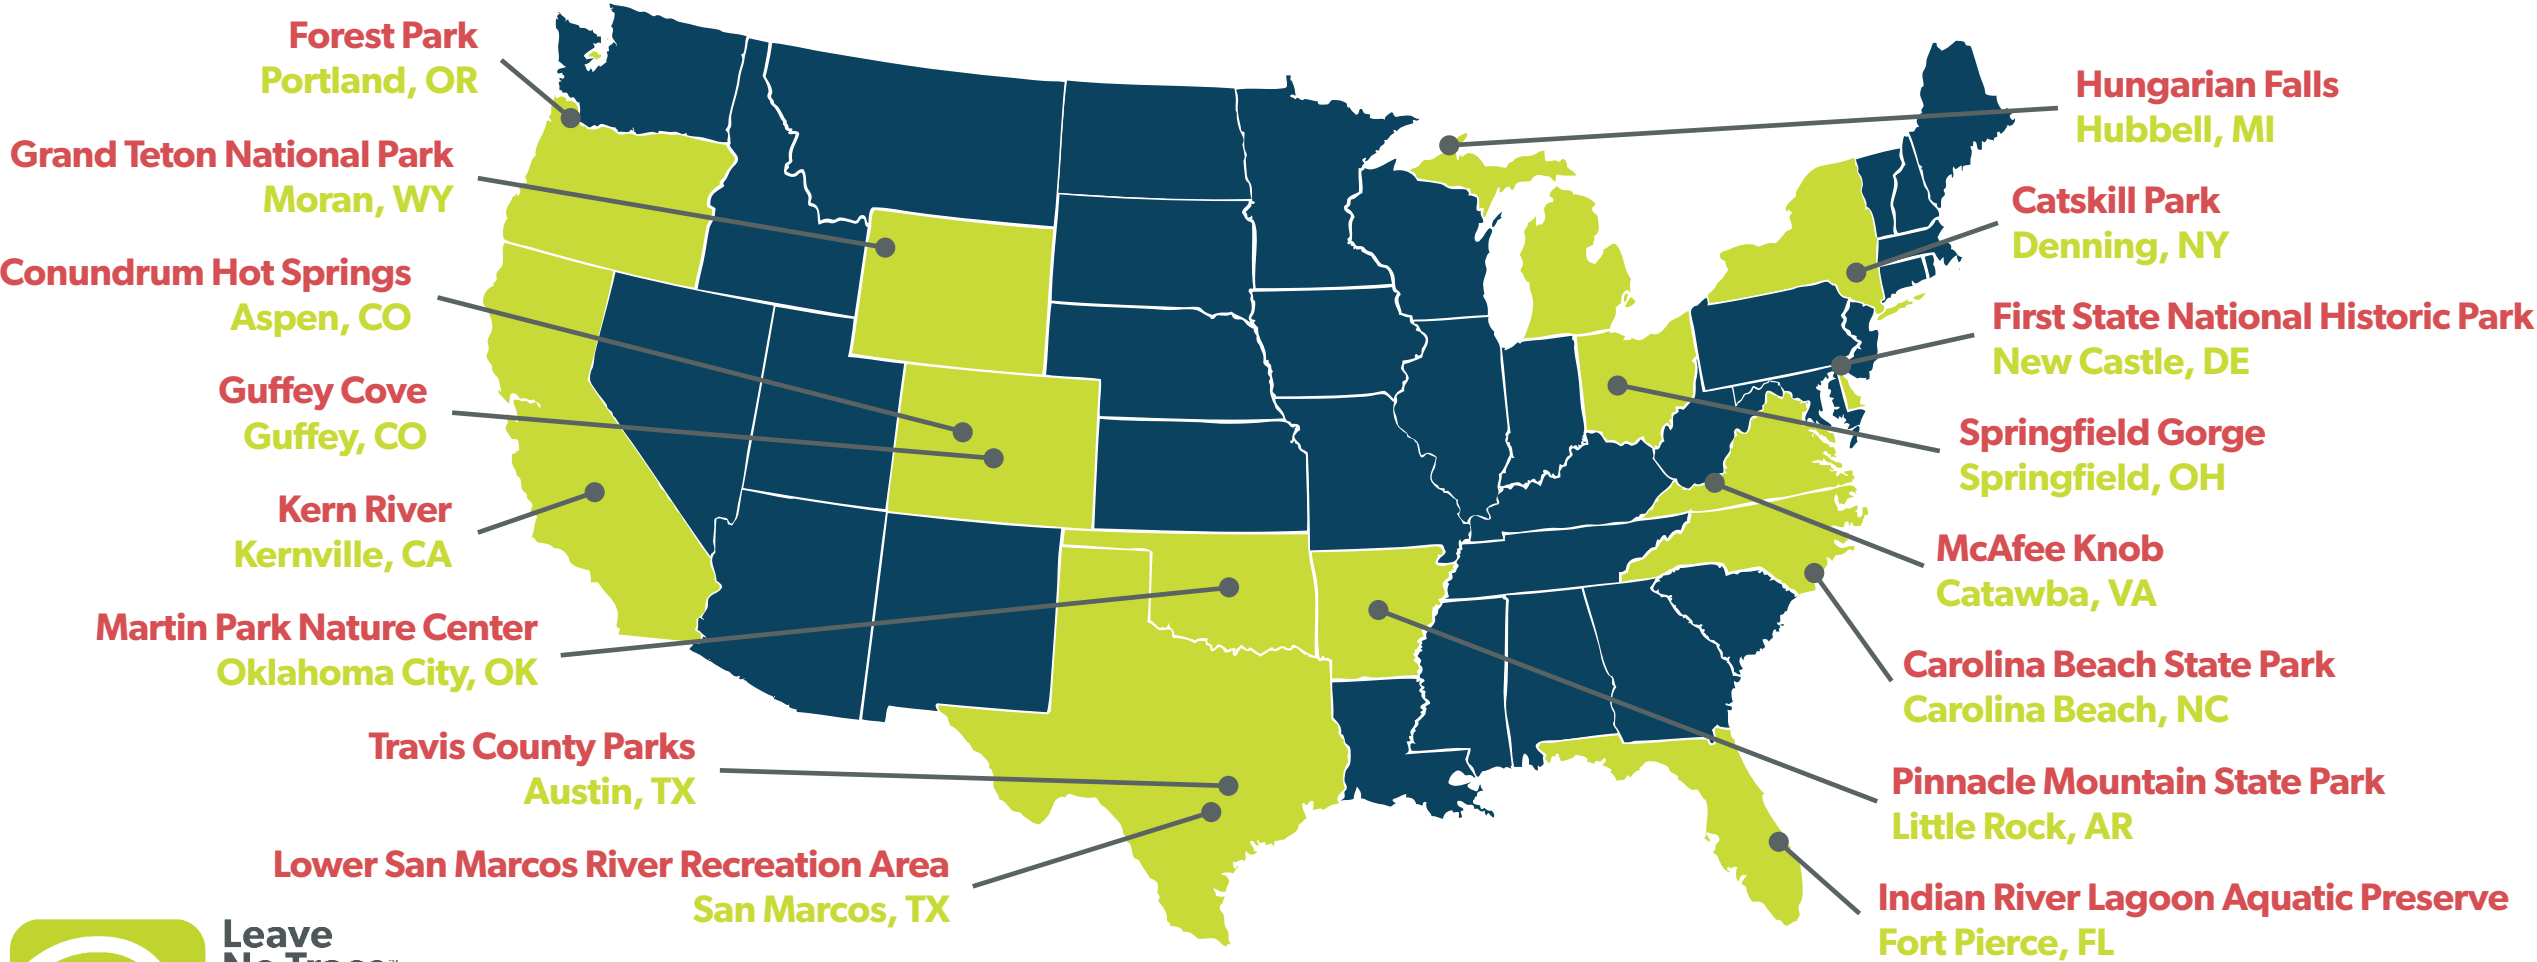 Forest Park
Portland, OR
Grand Teton National Park
Moran, WY
Conundrum Hot Springs
Aspen, CO
Guffey Cove
Guffey, CO
Kern River
Kernville, CA
Martin Park Nature Center
Oklahoma City, OK
Travis County Parks
Austin, TX
Lower San Marcos River Recreation Area
San Marcos, TX
Hungarian Falls
Hubbell, MI
Catskill Park
Denning, NY
First State National Historic Park
New Castle, DE
Springfield Gorge
Springfield, OH
McAfee Knob
Catawba, VA
Carolina Beach State Park
Carolina Beach, NC
Pinnacle Mountain State Park
Little Rock, AR
Indian River Lagoon Aquatic Preserve
Fort Pierce, FL
Leave
No Trace™